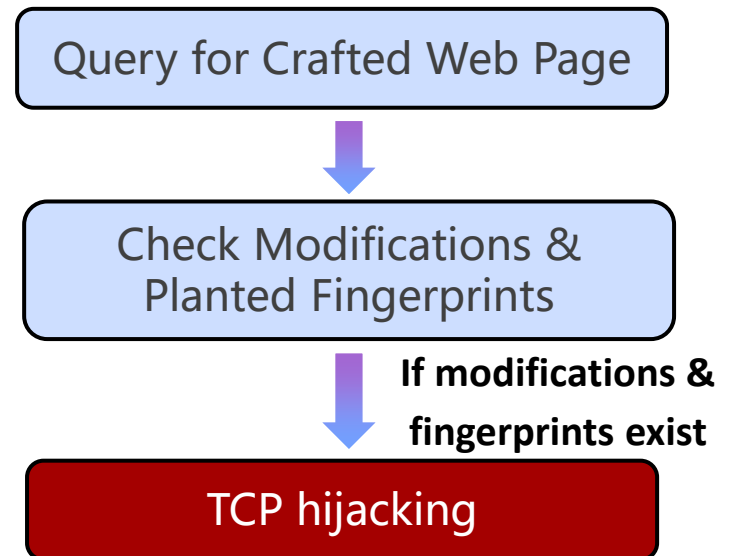 Query for Crafted Web Page
Check Modifications &
Planted Fingerprints
If modifications &
fingerprints exist
TCP hijacking